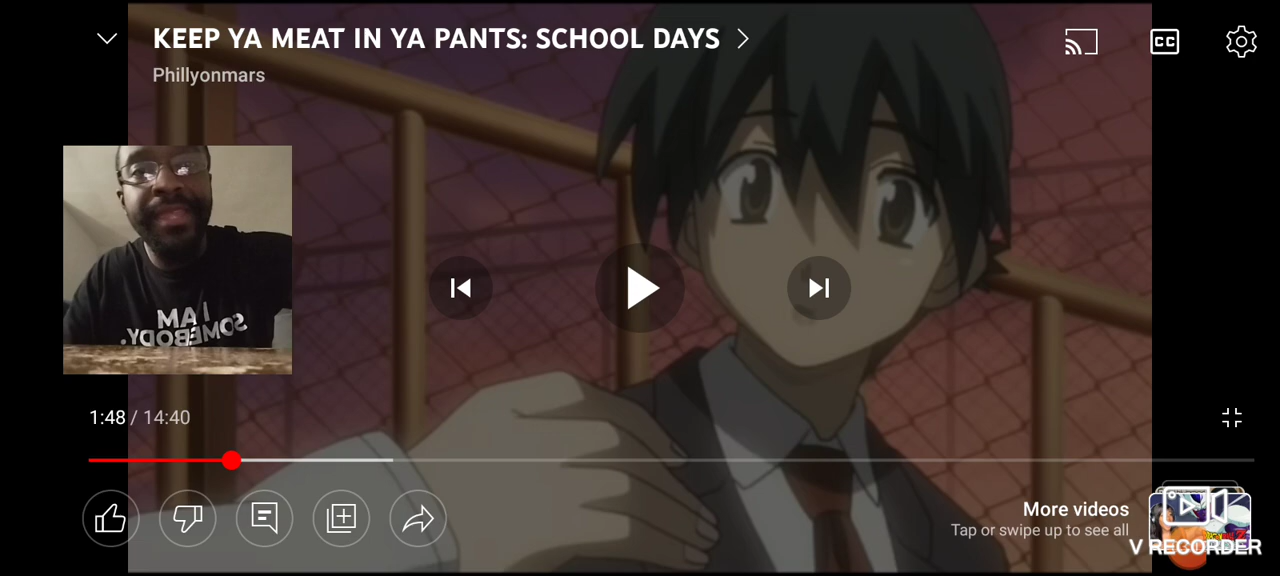 KEEP YA MEAT IN YA PANTS: SCHOOL DAYS
Phillyonmars
CC
I AM
SOMEBODY.
1:48 / 14:40
More videos
Tap or swipe up to see all
V RECORDER